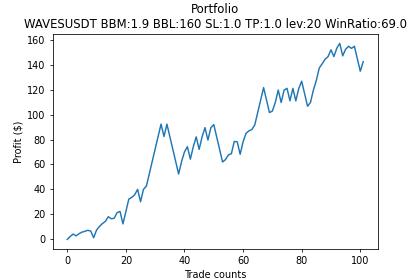 Portfolio
WAVESUSDT BBM:1.9 BBL:160 SL:1.0 TP:1.0 lev:20 WinRatio:69.0
160
140
120
100
80
60
40
20
0
Profit ($)
0 20 40 60 80 100
Trade counts